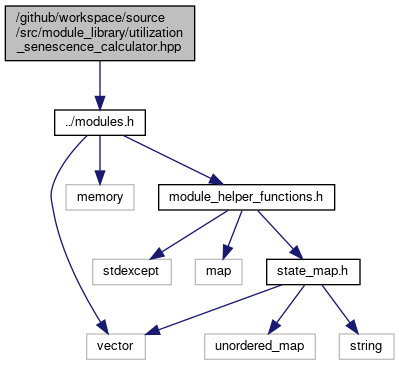 /github/workspace/source
/src/module_library/utilization
_senescence_calculator.hpp
../modules.h
memory
module_helper_functions.h
stdexcept
map
state_map.h
vector
unordered_map
string